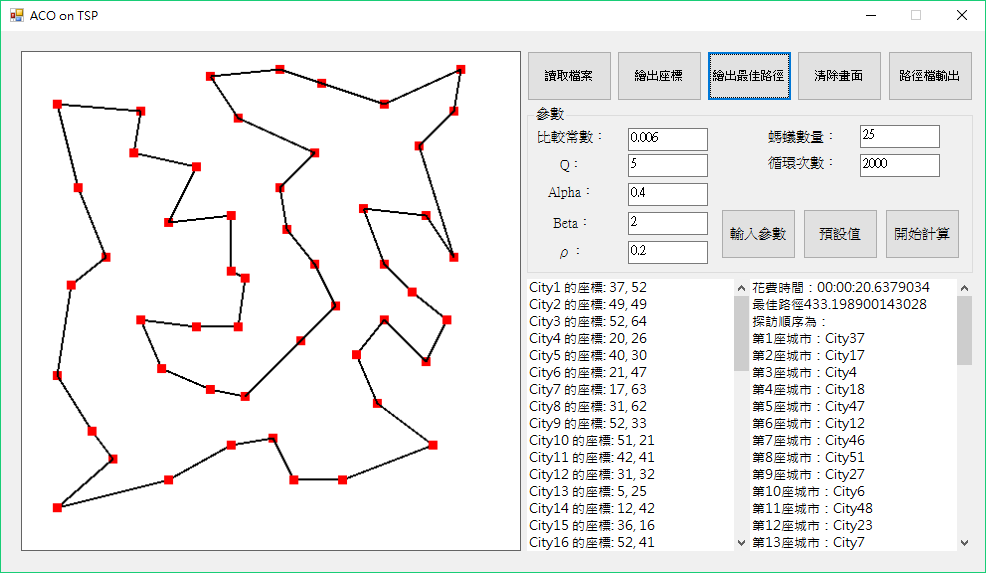 ACO on TSP
讀取檔案
繪出座標
繪出最佳路徑
清除畫面
路徑檔輸出
參數
比較常數：
0.006
螞蟻數量：
25
Q：
5
循環次數：
2000
Alpha：
0.4
Beta：
2
輸入參數
預設值
開始計算
ρ：
0.2
City1 的座標: 37, 52
City2 的座標: 49, 49
City3 的座標: 52, 64
City4 的座標: 20, 26
City5 的座標: 40, 30
City6 的座標: 21, 47
City7 的座標: 17, 63
City8 的座標: 31, 62
City9 的座標: 52, 33
City10 的座標: 51, 21
City11 的座標: 42, 41
City12 的座標: 31, 32
City13 的座標: 5, 25
City14 的座標: 12, 42
City15 的座標: 36, 16
City16 的座標: 52, 41
花費時間：00:00:20.6379034
最佳路徑433.198900143028
探訪順序為：
第1座城市：City37
第2座城市：City17
第3座城市：City4
第4座城市：City18
第5座城市：City47
第6座城市：City12
第7座城市：City46
第8座城市：City51
第9座城市：City27
第10座城市：City6
第11座城市：City48
第12座城市：City23
第13座城市：City7